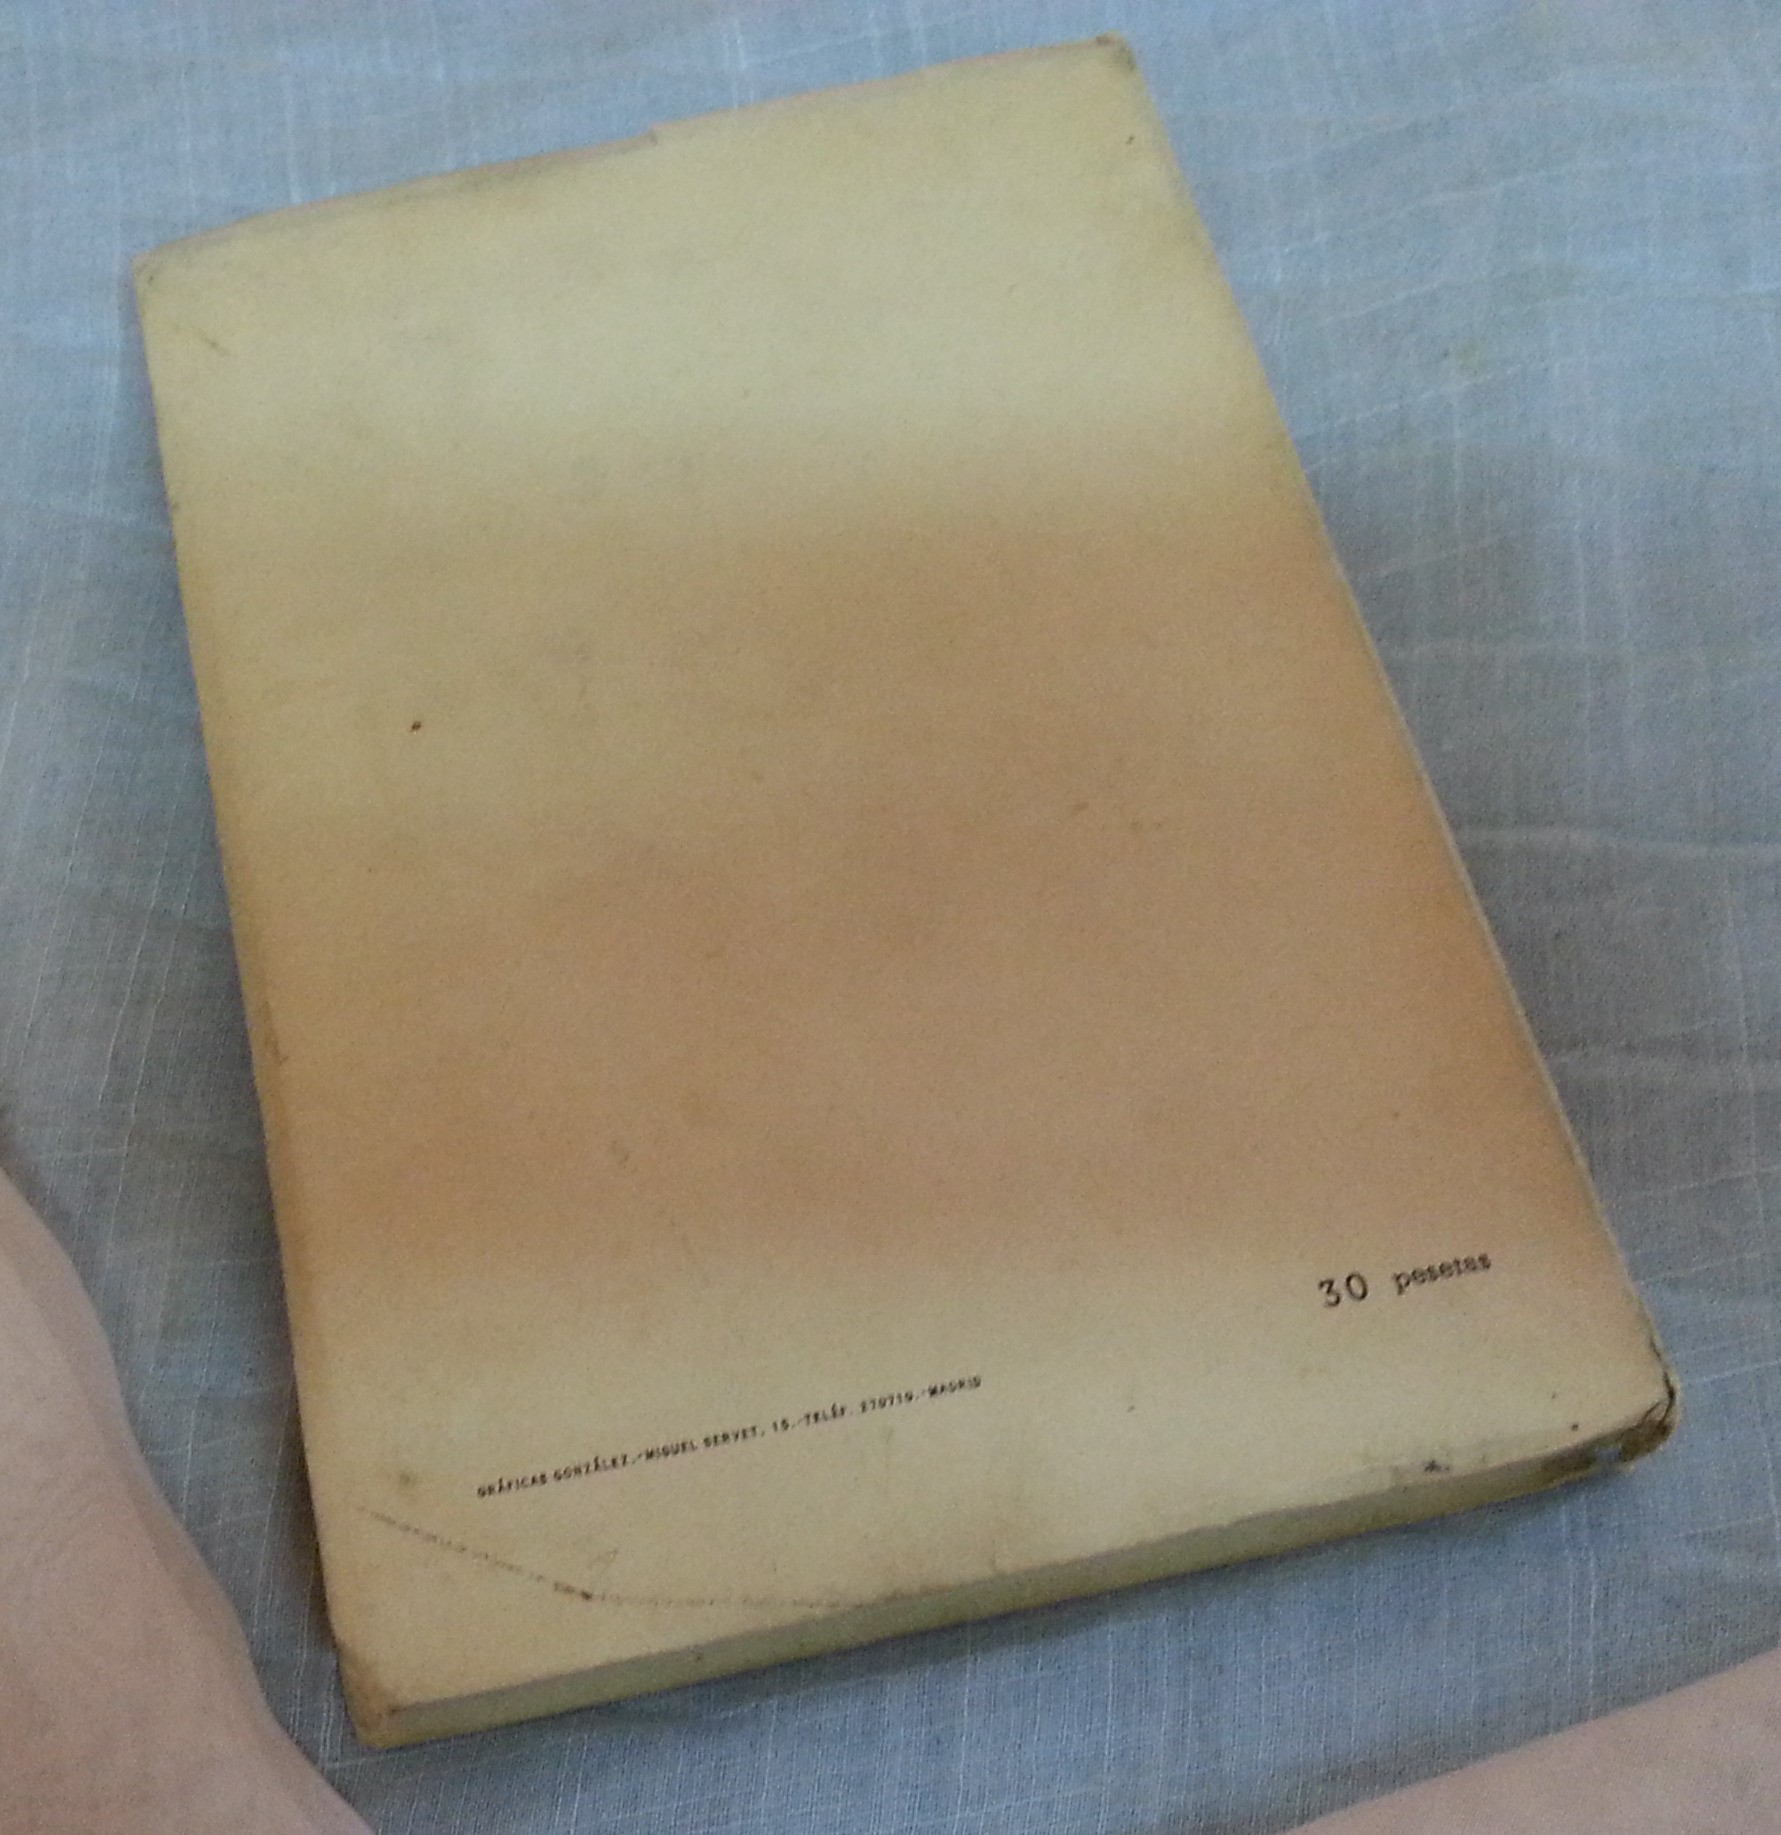 30 pesetas
GRÁFICAS GONZÁLEZ.-MIGUEL SERVET, 15.-TELÉF. 270710.-MADRID